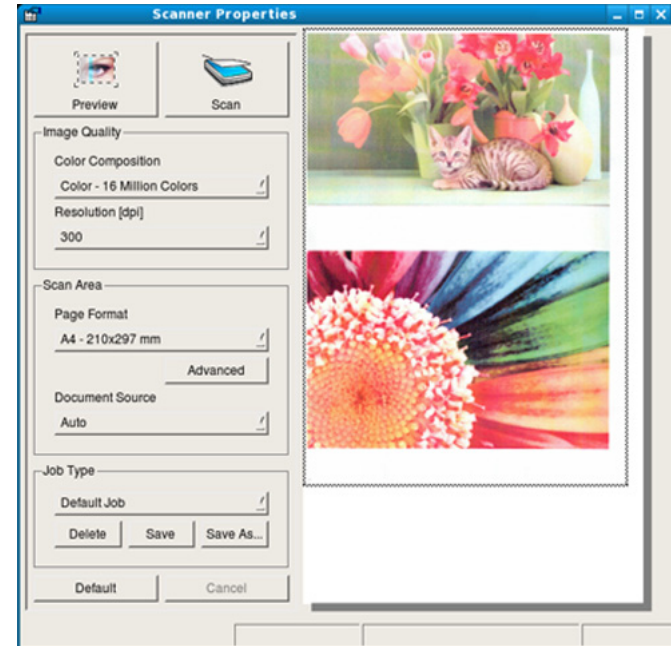 Scanner Properties
Preview
Scan
Image Quality
Color Composition
Color - 16 Million Colors
Resolution [dpi]
300
Scan Area
Page Format
A4 - 210x297 mm
Advanced
Document Source
Auto
Job Type
Default Job
Delete Save Save As...
Default Cancel